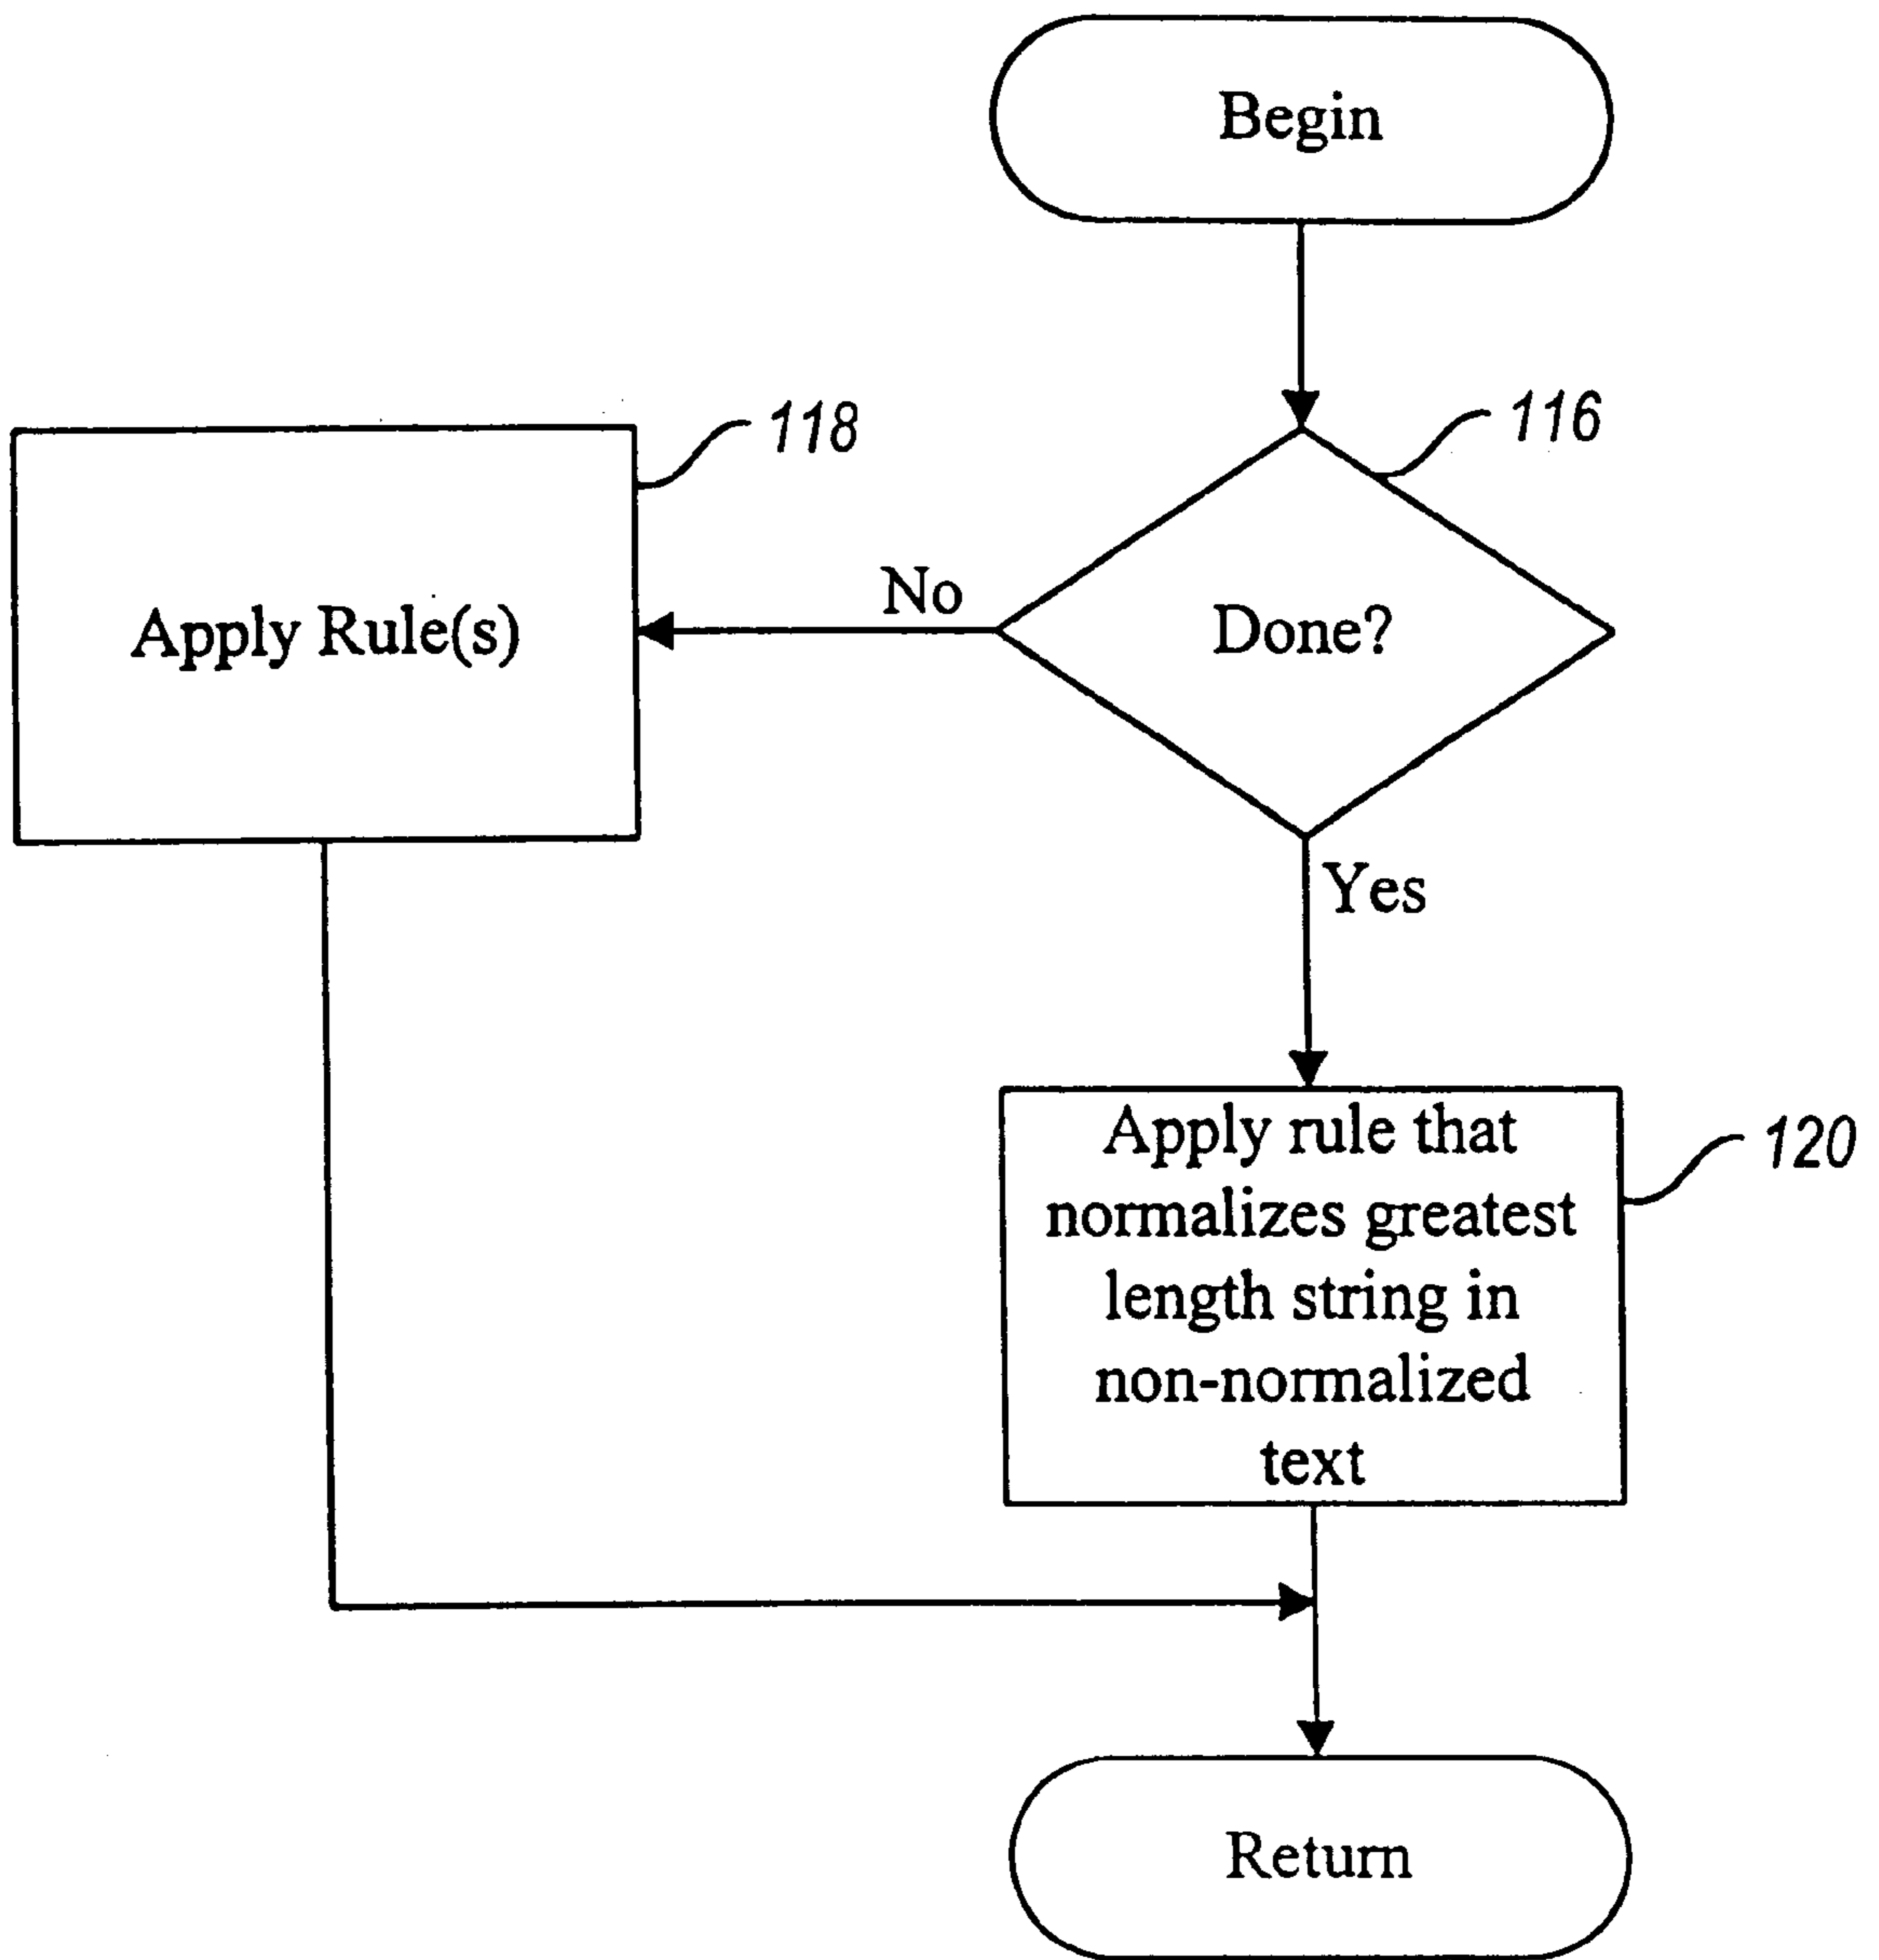 Begin
116
118
No
Done?
Apply Rule(s)
Yes
Apply rule that
normalizes greatest
length string in
non-normalized
text
120
Return